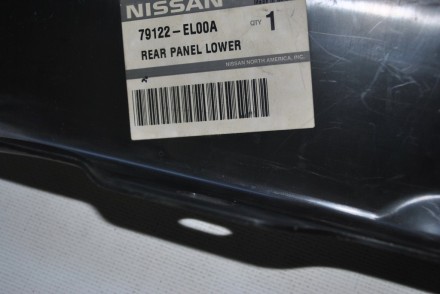 NISSAN
79122-EL00A QTY 1
REAR PANEL LOWER
NISSAN NORTH AMERICA, INC.